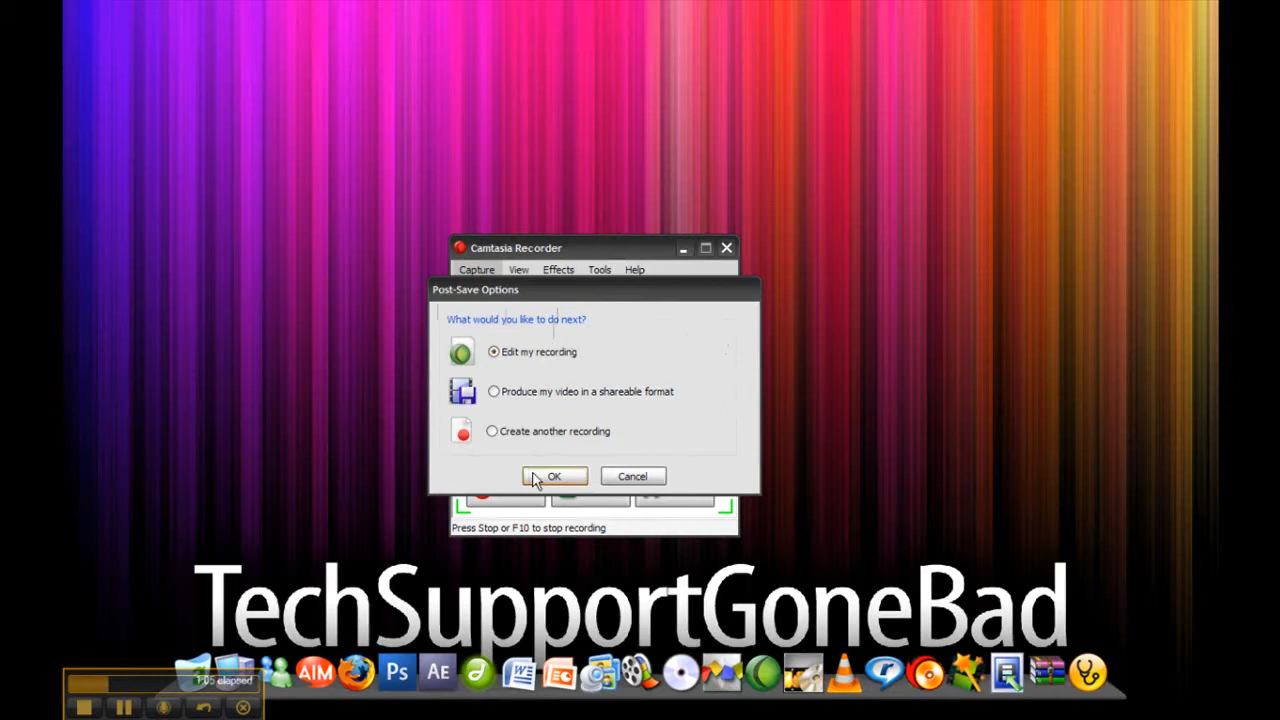 Camtasia Recorder
Capture View Effects Tools Help
Post-Save Options
What would you like to do next?
Edit my recording
Produce my video in a shareable format
Create another recording
OK Cancel
Press Stop or F10 to stop recording
TechSupportGoneBad
AIM Ps AE
1:05 elapsed